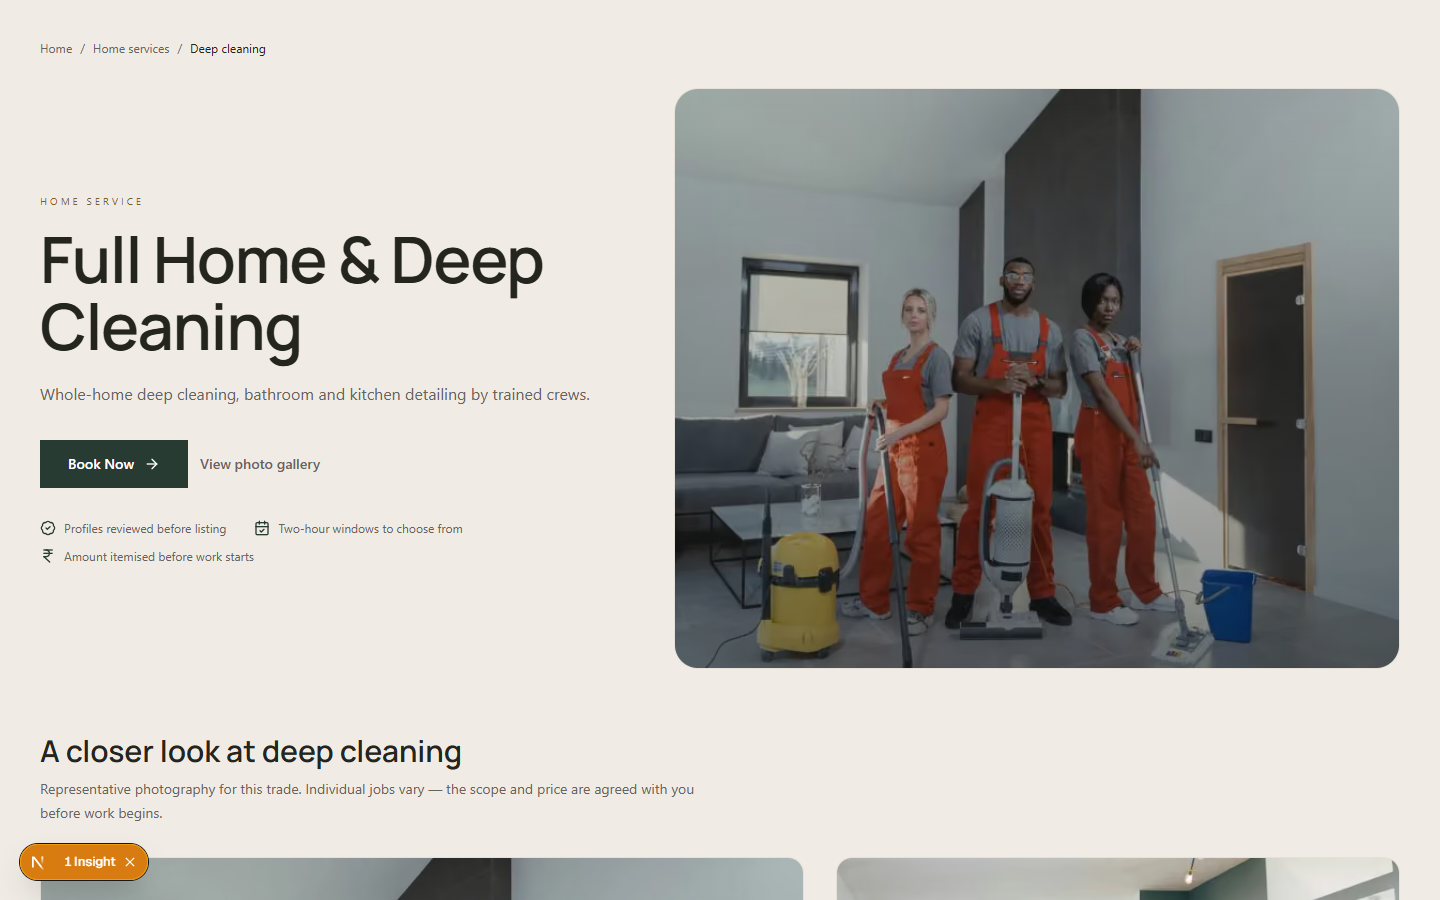 Home / Home services / Deep cleaning
HOME SERVICE
Full Home & Deep
Cleaning
Whole-home deep cleaning, bathroom and kitchen detailing by trained crews.
Book Now →
View photo gallery
Profiles reviewed before listing
Two-hour windows to choose from
₹ Amount itemised before work starts
A closer look at deep cleaning
Representative photography for this trade. Individual jobs vary — the scope and price are agreed with you
before work begins.
N 1 Insight ×